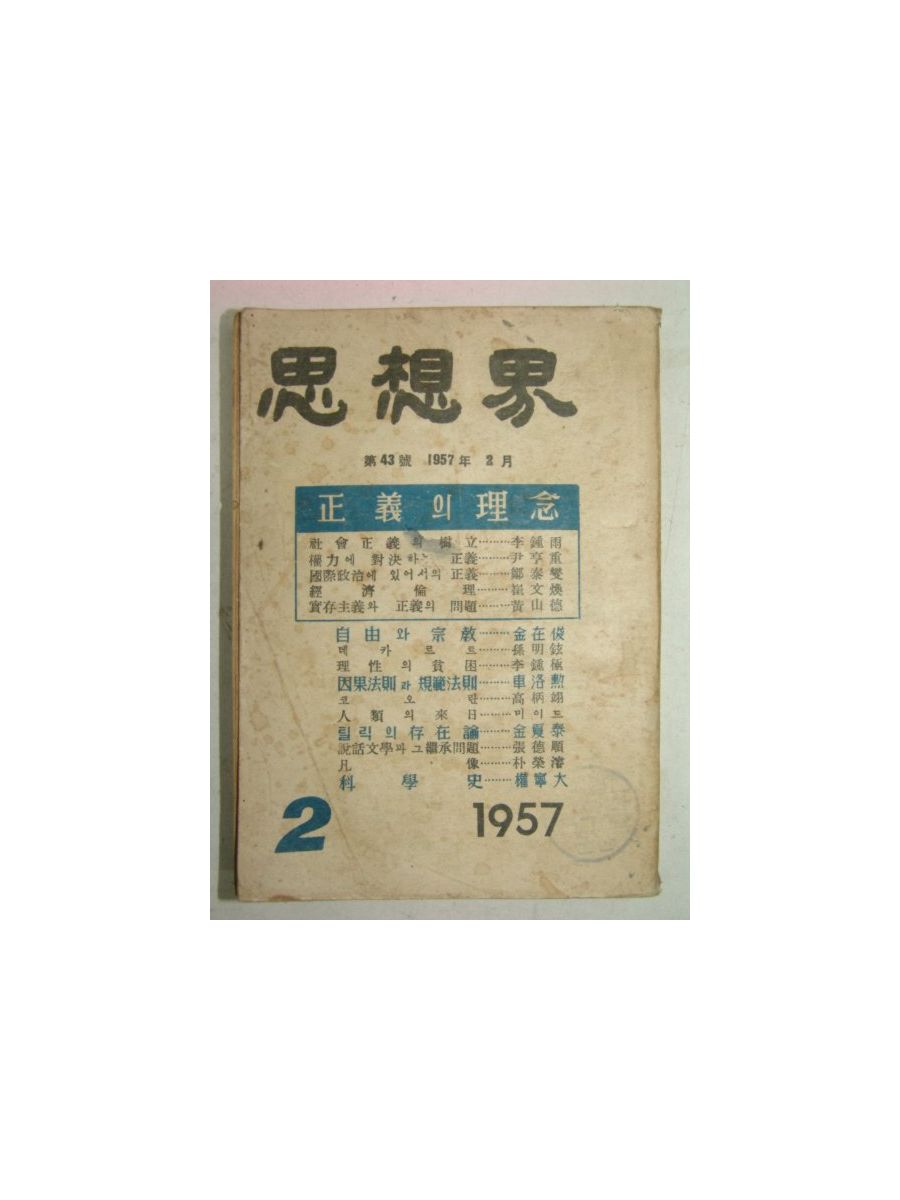 思想界
第43號 1957年 2月
正義의理念
社會正義의樹立………李鍾雨
權力에 對決하는 正義………尹亨重
國際政治에 있어서의 正義………鄭泰燮
經濟倫理………崔文煥
實存主義와 正義의 問題………黃山德
自由와宗敎………金在俊
데카르트………孫明鉉
理性의貧困………李鍾極
因果法則과 規範法則………車洛勲
코오란………高柄翊
人類의來日………미이드
틸릭의存在論………金夏泰
說話文學과 그 繼承問題………張德順
凡像………朴榮濬
科學史………權寧大
2
1957